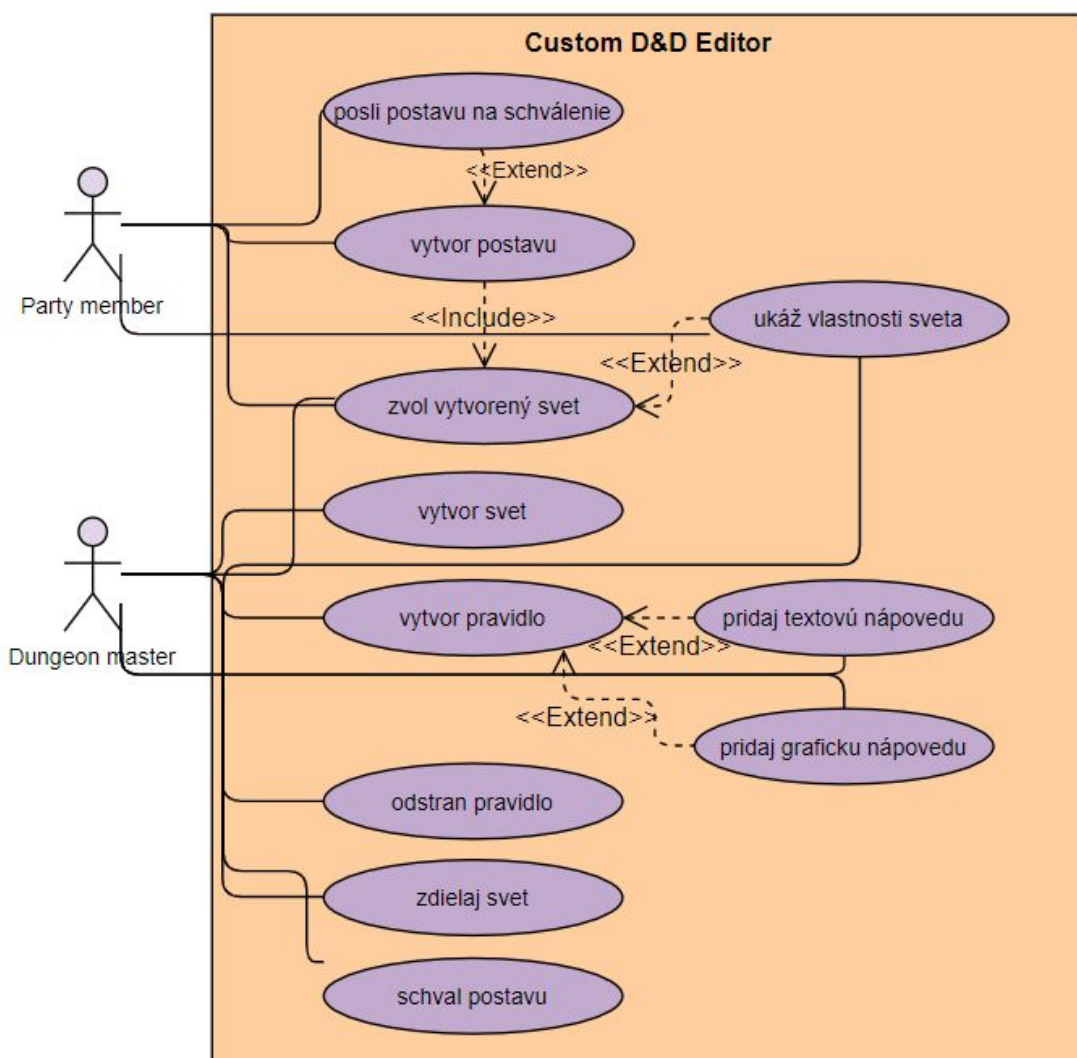 Custom D&D Editor
posli postavu na schválenie
<<Extend>>
vytvor postavu
Party member
<<Include>>
ukáž vlastnosti sveta
<<Extend>>
zvol vytvorený svet
vytvor svet
Dungeon master
vytvor pravidlo
pridaj textovú nápovedu
<<Extend>>
<<Extend>>
pridaj graficku nápovedu
odstran pravidlo
zdielaj svet
schval postavu